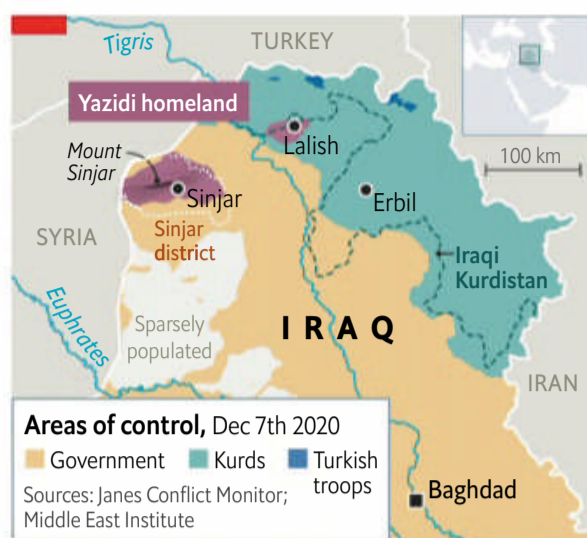 Tigris
TURKEY
Yazidi homeland
Mount
Sinjar
Lalish
100 km
Sinjar
Erbil
SYRIA
Sinjar
district
Iraqi
Kurdistan
Euphrates
Sparsely
populated
IRAQ
IRAN
Areas of control, Dec 7th 2020
Government
Kurds
Turkish
troops
Sources: Janes Conflict Monitor;
Middle East Institute
Baghdad